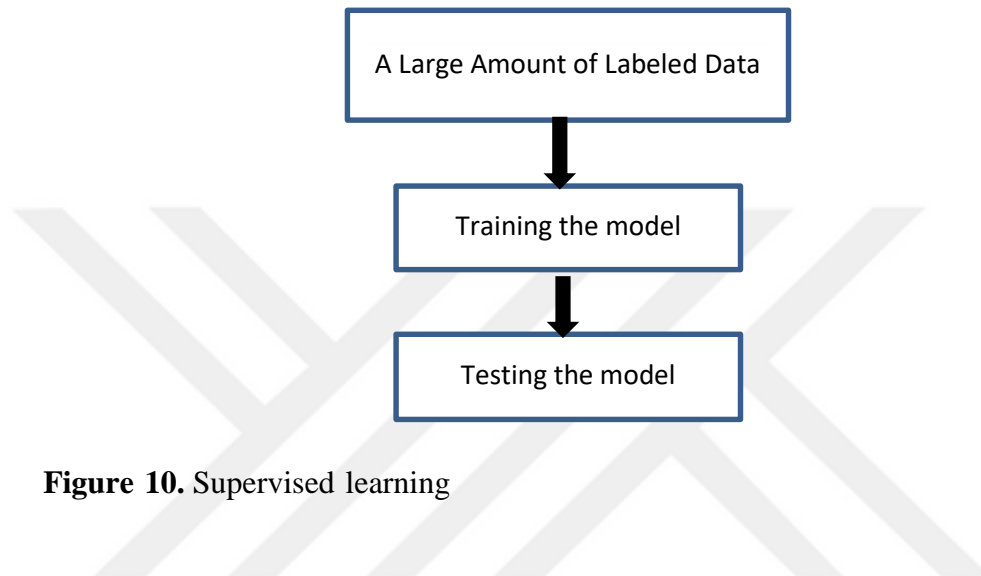 A Large Amount of Labeled Data
Training the model
Testing the model
Figure 10. Supervised learning